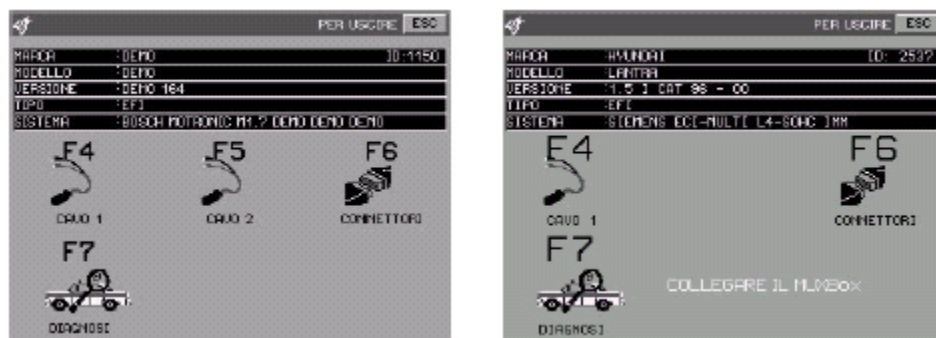 PER USCIRE ESC
MARCA :DEMO ID:1150
MODELLO :DEMO
VERSIONE :DEMO 164
TIPO :EFI
SISTEMA :BOSCH MOTRONIC M1.7 DEMO DEMO DEMO
F4 F5 F6
CAVO 1 CAVO 2 CONNETTORI
F7
DIAGNOSI
PER USCIRE ESC
MARCA :HYUNDAI ID: 2537
MODELLO :LANTRA
VERSIONE :1.5 I CAT 96 - 00
TIPO :EFI
SISTEMA :SIEMENS ECI-MULTI L4-SOHC IMM
F4 F6
CAVO 1 CONNETTORI
F7
COLLEGARE IL MUXBox
DIAGNOSI